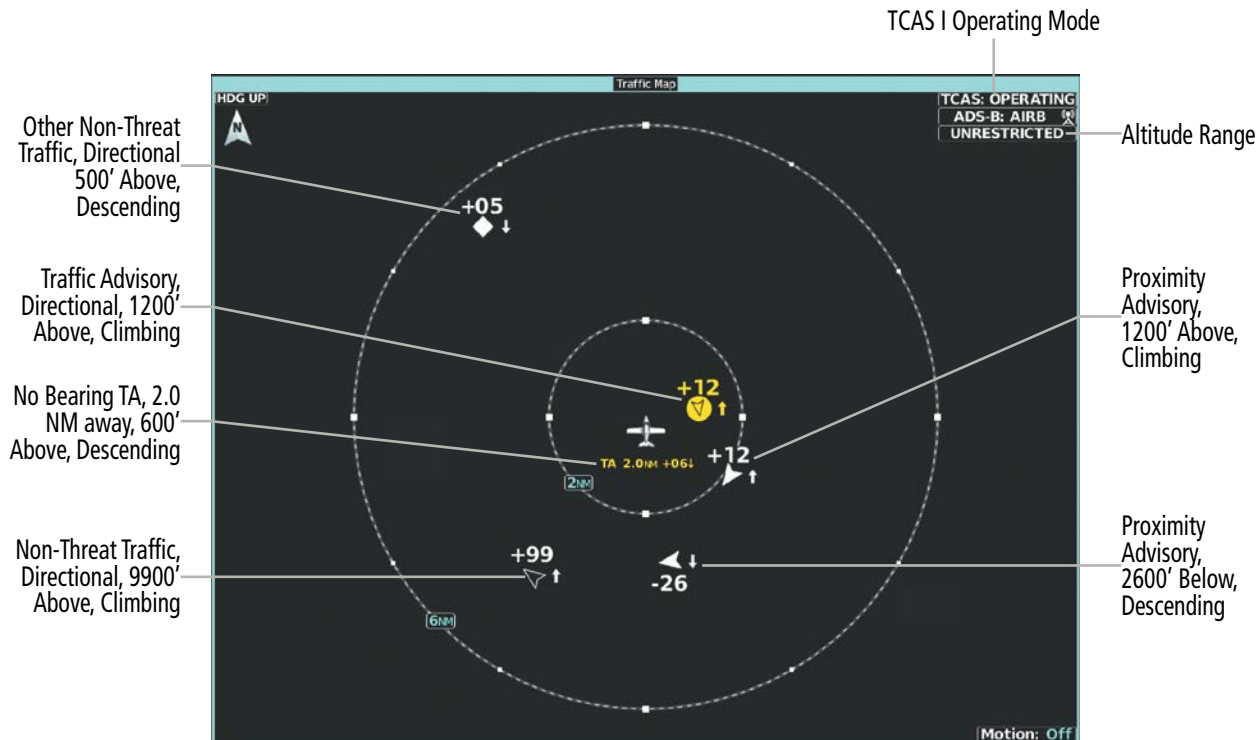 TCAS I Operating Mode
Traffic Map
HDG UP
N
TCAS: OPERATING
ADS-B: AIRB
UNRESTRICTED
Altitude Range
Other Non-Threat
Traffic, Directional
500’ Above,
Descending
+05
Traffic Advisory,
Directional, 1200’
Above, Climbing
+12
Proximity
Advisory,
1200’ Above,
Climbing
No Bearing TA, 2.0
NM away, 600’
Above, Descending
TA 2.0NM +06↓
+12
2NM
Non-Threat Traffic,
Directional, 9900’
Above, Climbing
+99
-26
Proximity
Advisory,
2600’ Below,
Descending
6NM
Motion: Off